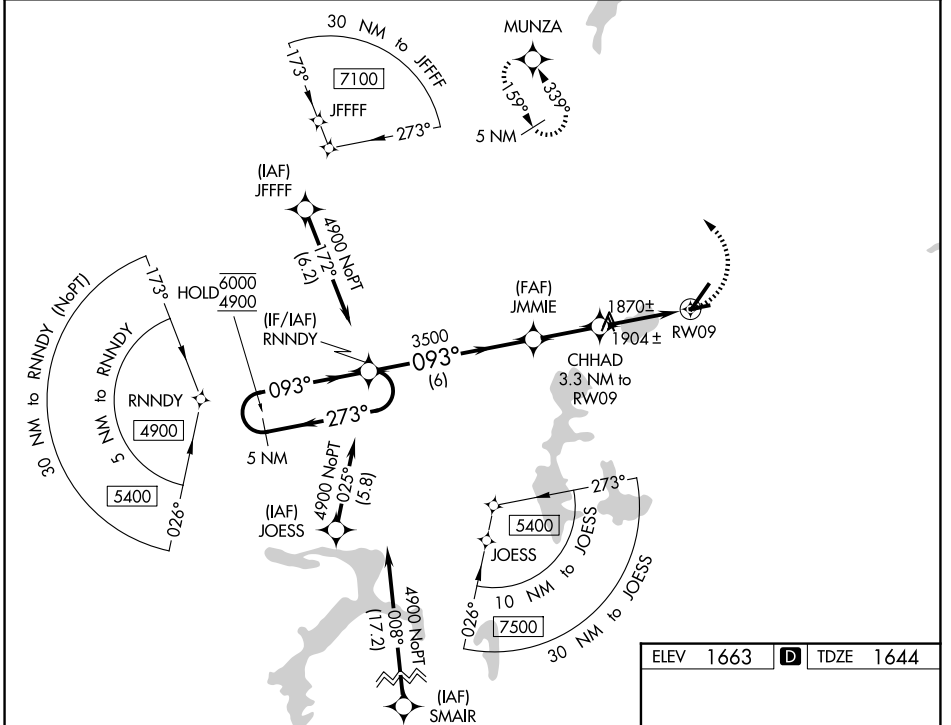 30 NM to JFFFF
173°
7100
JFFFF
273°
MUNZA
159°
339°
5 NM
(IAF)
JFFFF
4900 NoPT
172°
(6.2)
30 NM to RNNDY (NoPT)
173°
5 NM to RNNDY
RNNDY
4900
5400
026°
HOLD 6000
4900
(IF/IAF)
RNNDY
093°
273°
5 NM
3500
093°
(6)
(FAF)
JMMIE
1870±
1904±
RW09
CHHAD
3.3 NM to
RW09
4900 NoPT
025°
(5.8)
(IAF)
JOESS
273°
5400
JOESS
10 NM to JOESS
026°
7500
30 NM to JOESS
4900 NoPT
008°
(17.2)
(IAF)
SMAIR
ELEV 1663 D TDZE 1644